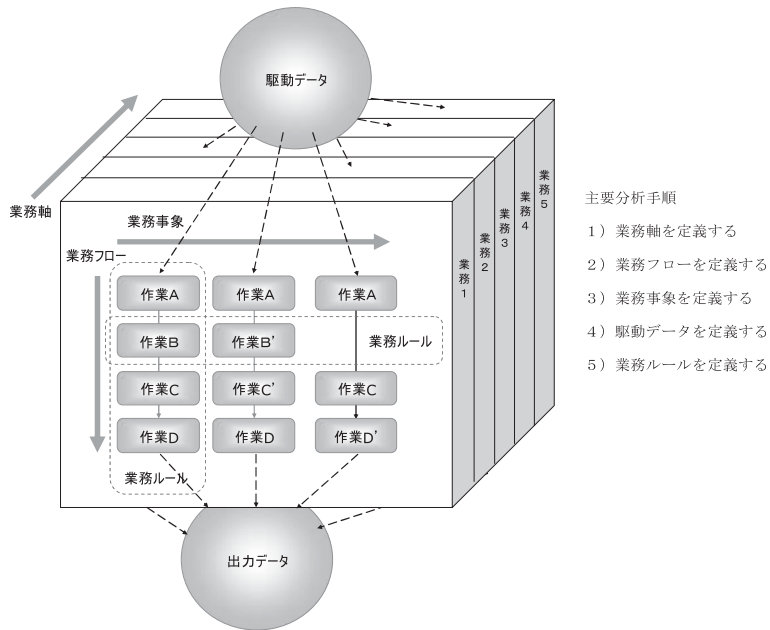 駆動データ
業務軸
業務事象
業務フロー
作業A
作業A
作業A
作業B
作業B’
業務ルール
作業C
作業C’
作業C
作業D
作業D
作業D’
業務ルール
出力データ
業務1
業務2
業務3
業務4
業務5
主要分析手順
1）業務軸を定義する
2）業務フローを定義する
3）業務事象を定義する
4）駆動データを定義する
5）業務ルールを定義する